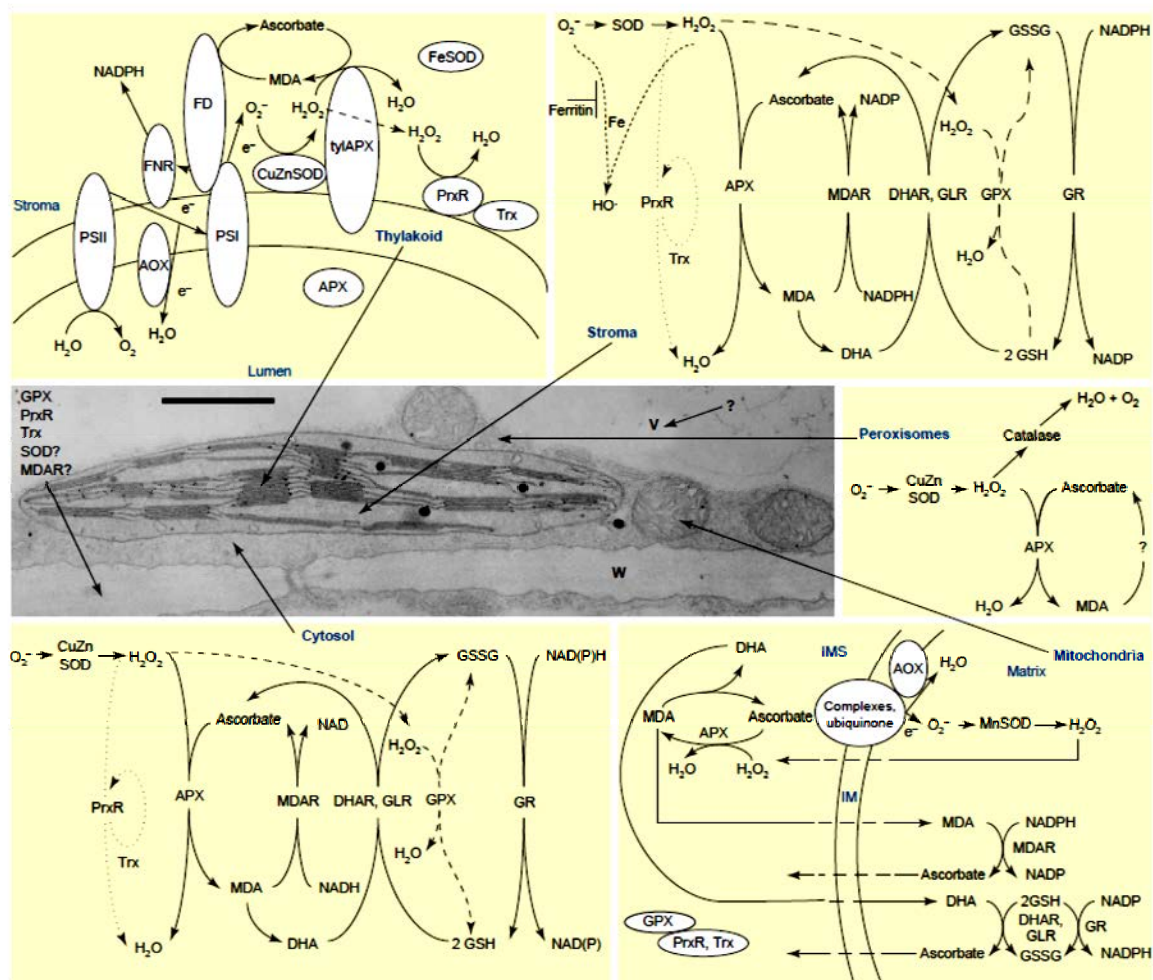 Ascorbate
FeSOD
NADPH
FD
MDA
O₂⁻
H₂O₂
H₂O
e⁻
tylAPX
H₂O₂
H₂O
FNR
CuZnSOD
PrxR
Trx
Stroma
e⁻
PSII
PSI
Thylakoid
AOX
APX
e⁻
H₂O
O₂
H₂O
Lumen
O₂⁻
SOD
H₂O₂
GSSG
NADPH
Ferritin
Fe
Ascorbate
NADP
H₂O₂
HO·
PrxR
APX
MDAR
DHAR, GLR
GPX
GR
Trx
H₂O
MDA
NADPH
H₂O
DHA
2 GSH
NADP
Stroma
GPX
PrxR
Trx
SOD?
MDAR?
V
?
W
Peroxisomes
H₂O + O₂
Catalase
O₂⁻
CuZn
SOD
H₂O₂
Ascorbate
APX
?
H₂O
MDA
Cytosol
O₂⁻
CuZn
SOD
H₂O₂
GSSG
NAD(P)H
Ascorbate
NAD
H₂O₂
PrxR
APX
MDAR
DHAR, GLR
GPX
GR
Trx
H₂O
MDA
NADH
H₂O
DHA
2 GSH
NAD(P)
DHA
IMS
AOX
H₂O
Mitochondria
Matrix
MDA
Ascorbate
Complexes,
ubiquinone
e⁻
O₂⁻
MnSOD
H₂O₂
APX
H₂O
H₂O₂
IM
MDA
NADPH
MDAR
Ascorbate
NADP
DHA
2GSH
NADP
DHAR,
GLR
GR
Ascorbate
GSSG
NADPH
GPX
PrxR, Trx